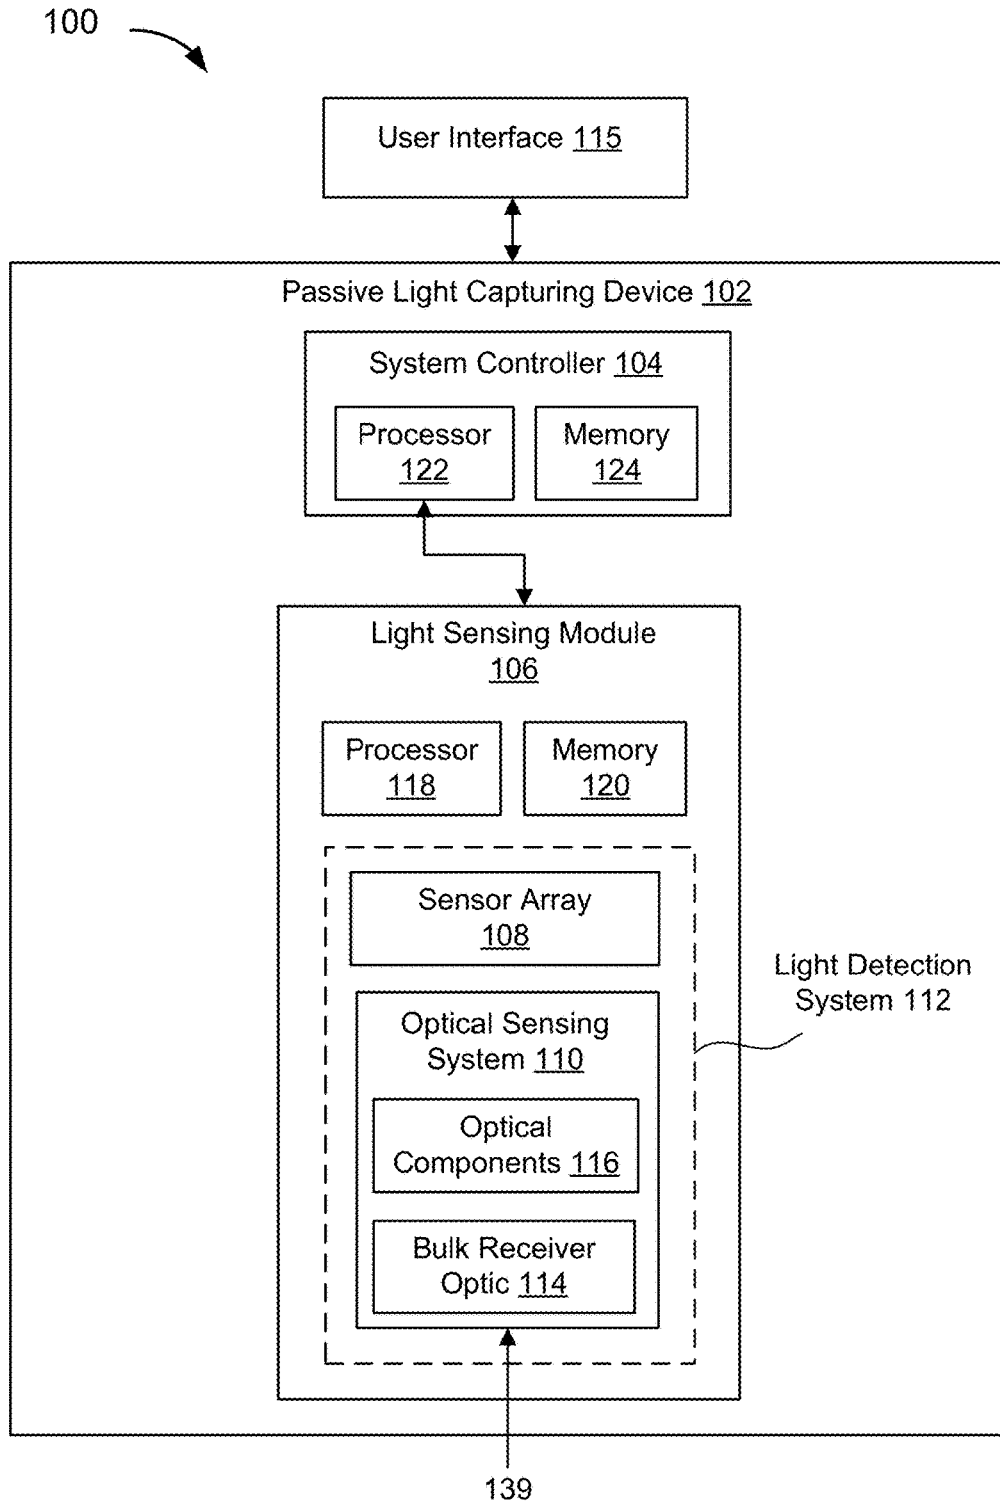 100
User Interface 115
Passive Light Capturing Device 102
System Controller 104
Processor
122
Memory
124
Light Sensing Module
106
Processor
118
Memory
120
Sensor Array
108
Light Detection
System 112
Optical Sensing
System 110
Optical
Components 116
Bulk Receiver
Optic 114
139